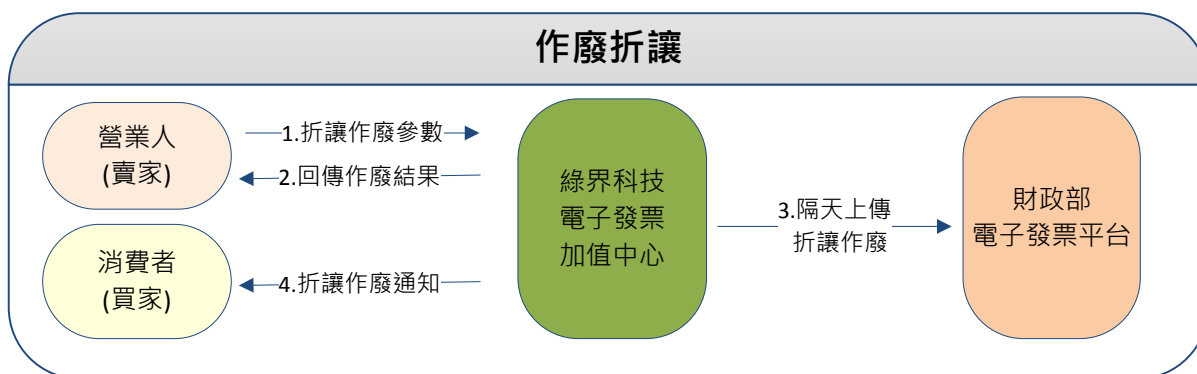 作廢折讓
營業人
(賣家)
1.折讓作廢參數
2.回傳作廢結果
消費者
(買家)
4.折讓作廢通知
綠界科技
電子發票
加值中心
3.隔天上傳
折讓作廢
財政部
電子發票平台